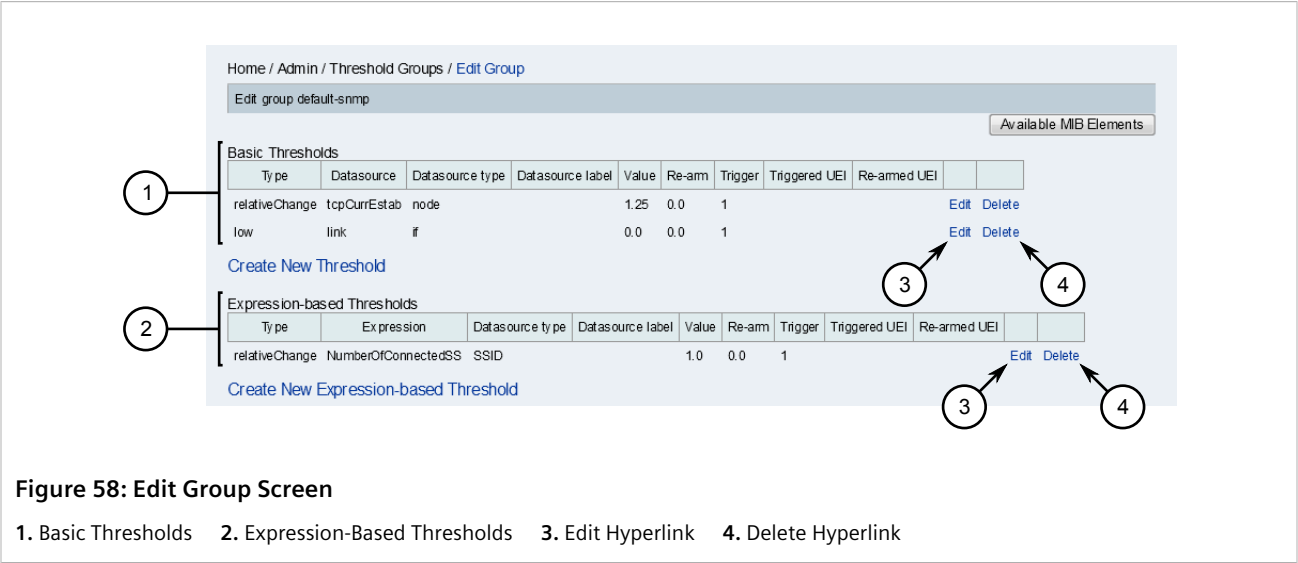 Home / Admin / Threshold Groups / Edit Group
Edit group default-snmp
Available MIB Elements
Basic Thresholds
Type Datasource Datasource type Datasource label Value Re-arm Trigger Triggered UEI Re-armed UEI
1
relativeChange tcpCurrEstab node 1.25 0.0 1 Edit Delete
low link if 0.0 0.0 1 Edit Delete
Create New Threshold
3 4
Expression-based Thresholds
Type Expression Datasource type Datasource label Value Re-arm Trigger Triggered UEI Re-armed UEI
2
relativeChange NumberOfConnectedSS SSID 1.0 0.0 1 Edit Delete
Create New Expression-based Threshold
3 4
Figure 58: Edit Group Screen
1. Basic Thresholds 2. Expression-Based Thresholds 3. Edit Hyperlink 4. Delete Hyperlink